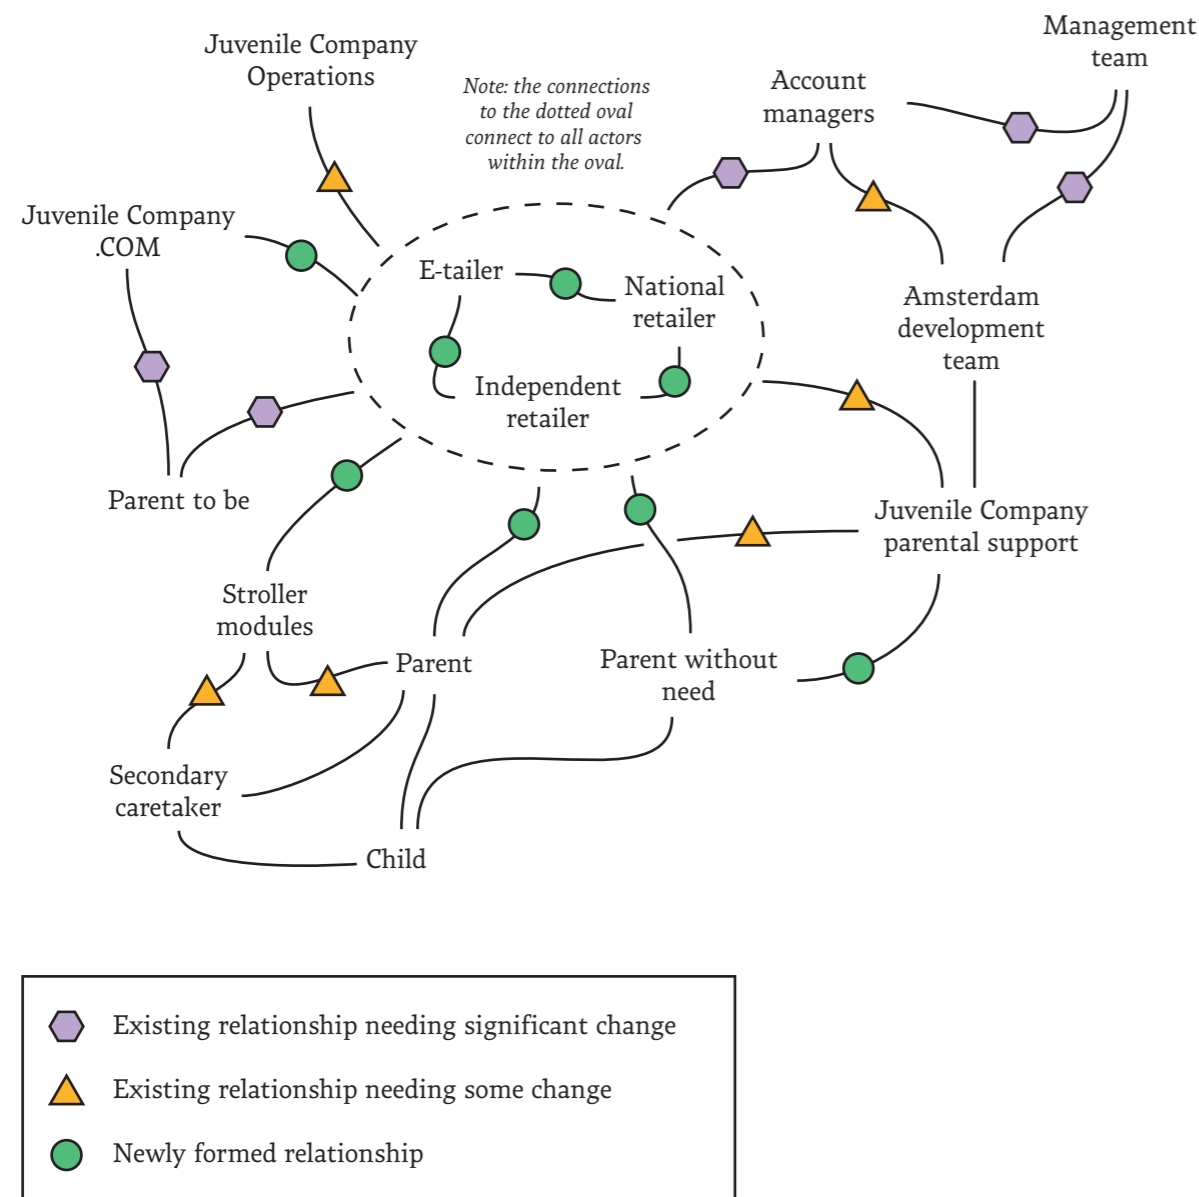 Juvenile Company
Operations
Note: the connections
to the dotted oval
connect to all actors
within the oval.
Account
managers
Management
team
Juvenile Company
.COM
E-tailer
National
retailer
Independent
retailer
Amsterdam
development
team
Parent to be
Juvenile Company
parental support
Stroller
modules
Parent
Parent without
need
Secondary
caretaker
Child
Existing relationship needing significant change
Existing relationship needing some change
Newly formed relationship